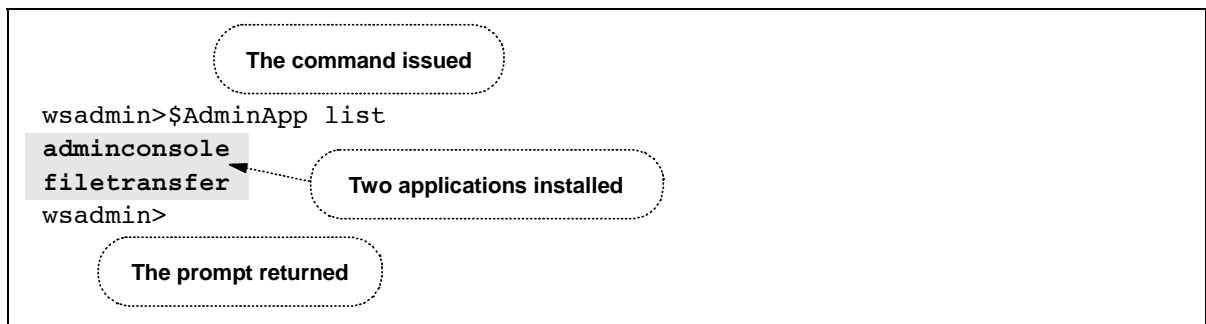 The command issued
wsadmin>$AdminApp list
adminconsole
filetransfer
Two applications installed
wsadmin>
The prompt returned